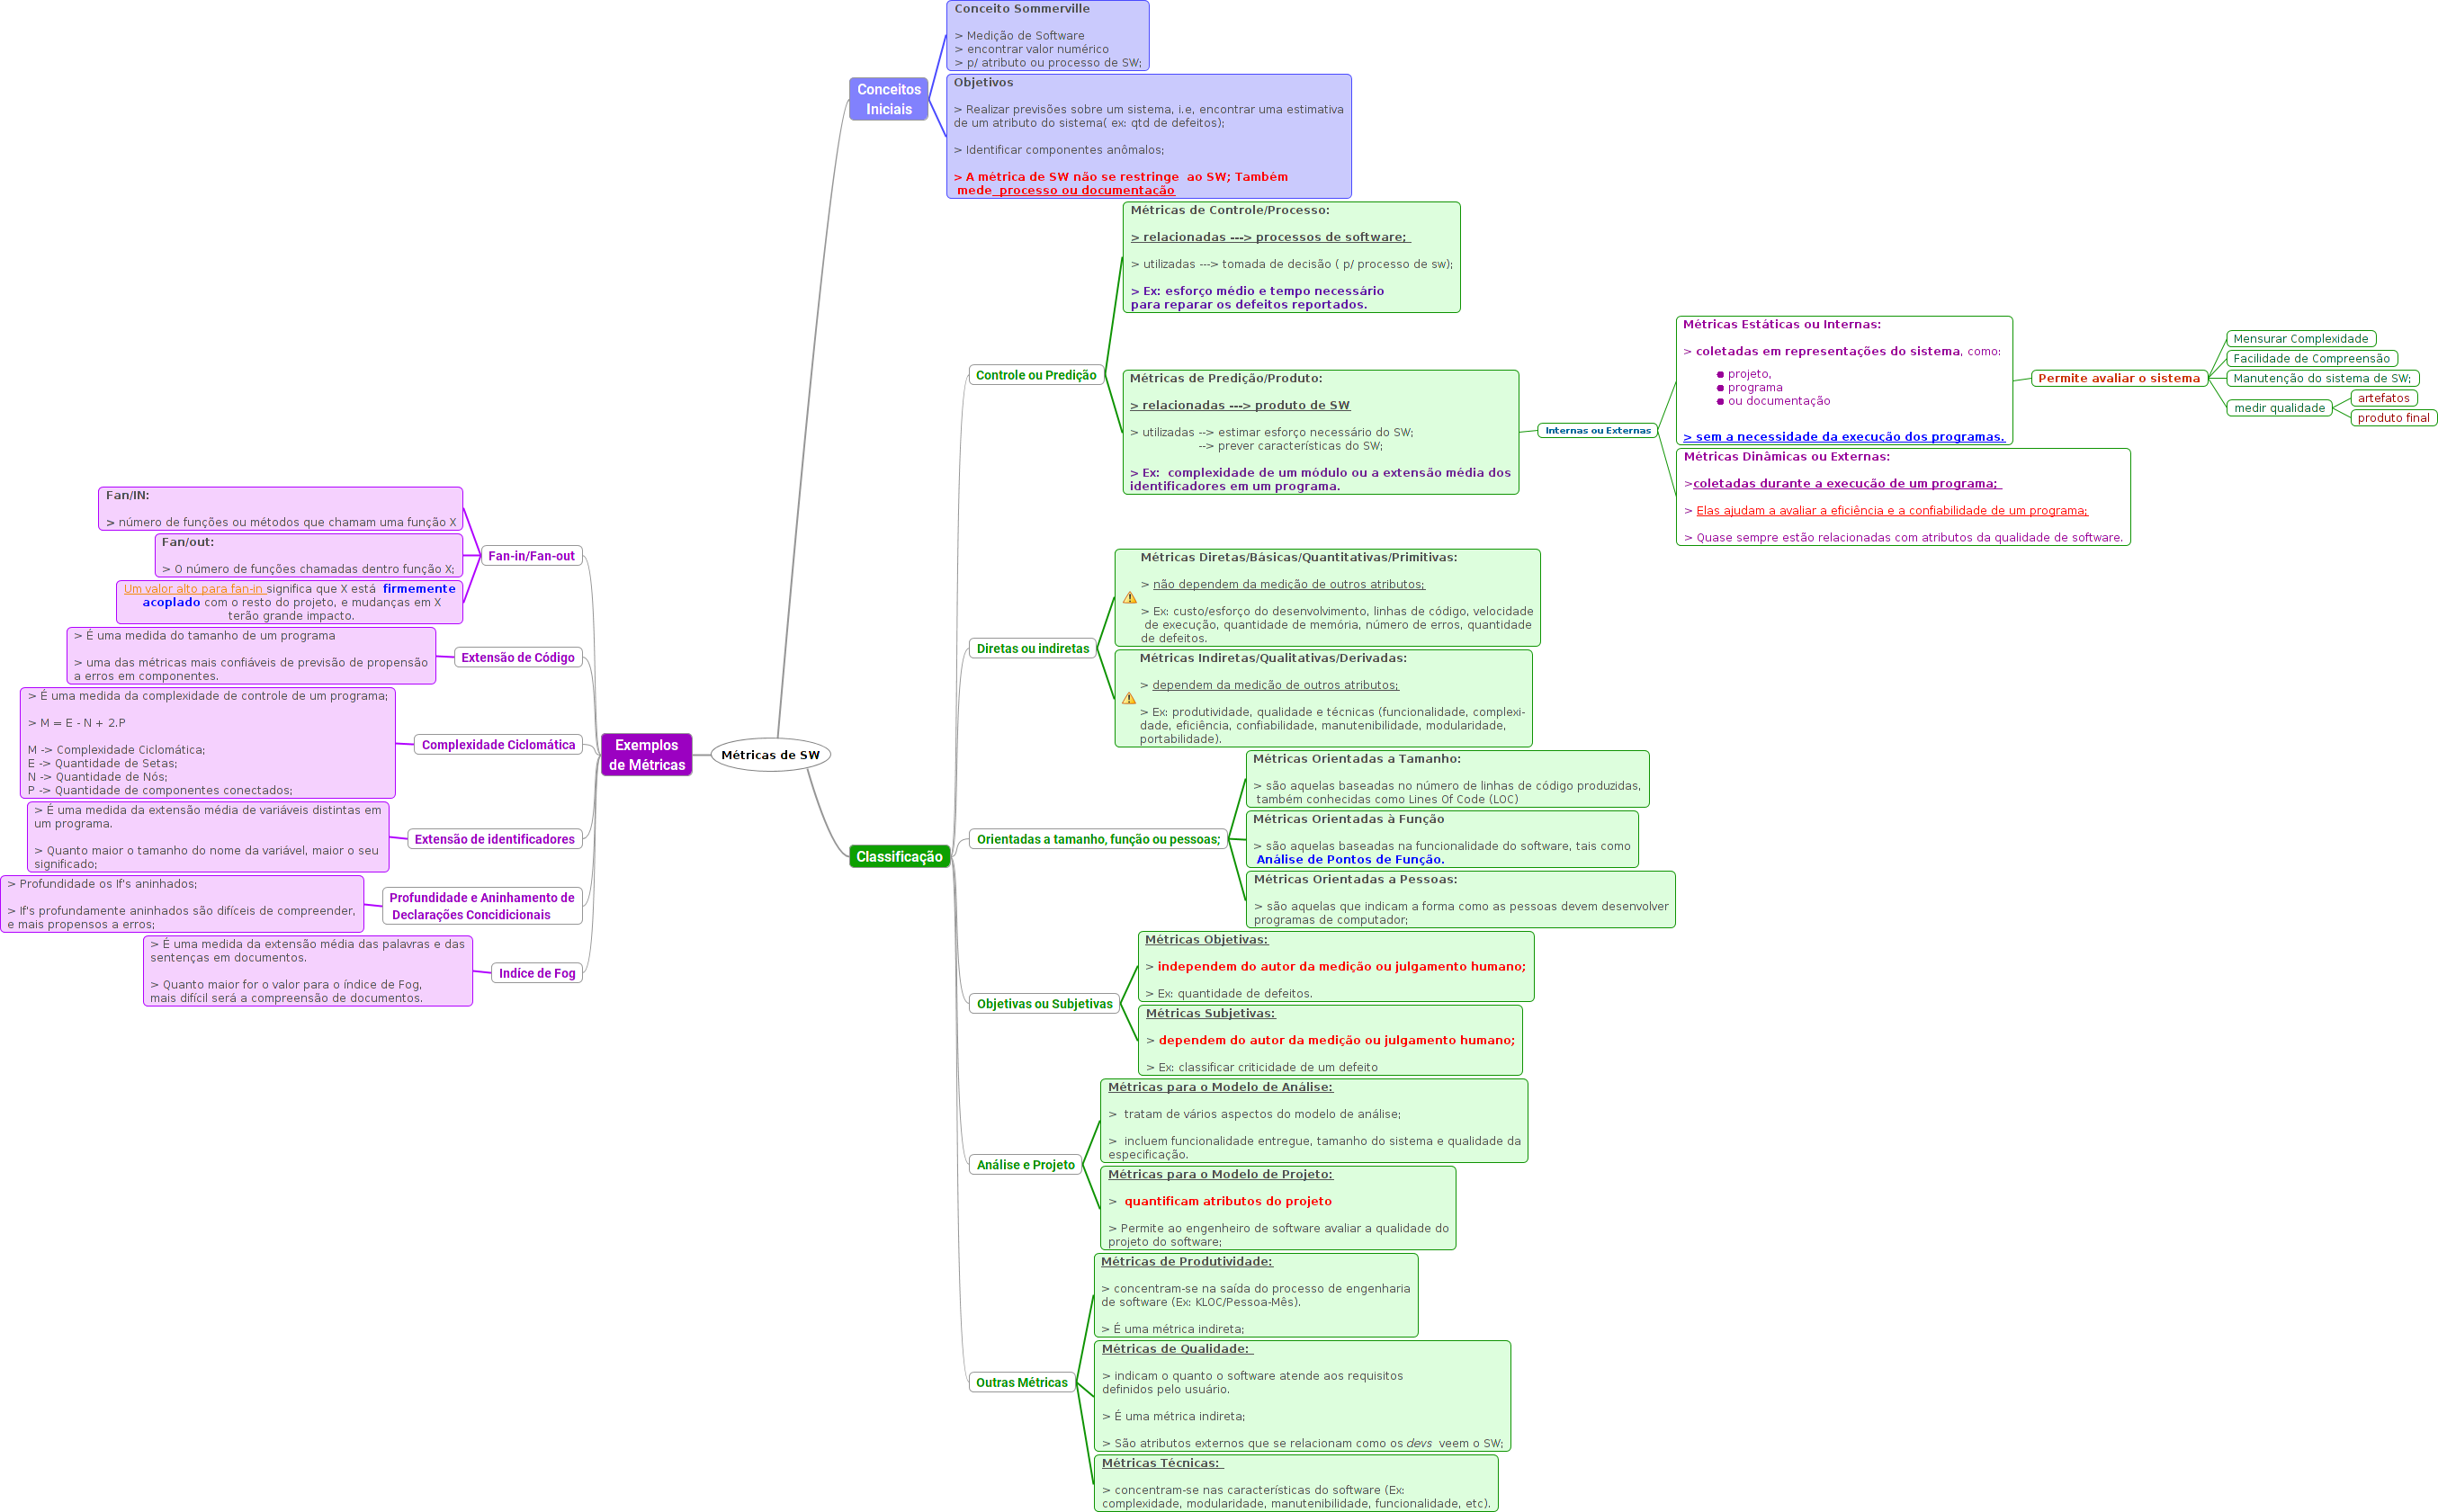 Métricas de SW
Conceitos
Iniciais
Conceito Sommerville
> Medição de Software
> encontrar valor numérico
> p/ atributo ou processo de SW;
Objetivos
> Realizar previsões sobre um sistema, i.e, encontrar uma estimativa
de um atributo do sistema( ex: qtd de defeitos);
> Identificar componentes anômalos;
> A métrica de SW não se restringe  ao SW; Também
mede  processo ou documentação
Classificação
Controle ou Predição
Métricas de Controle/Processo:
> relacionadas ---> processos de software;
> utilizadas ---> tomada de decisão ( p/ processo de sw);
> Ex: esforço médio e tempo necessário
para reparar os defeitos reportados.
Métricas de Predição/Produto:
> relacionadas ---> produto de SW
> utilizadas --> estimar esforço necessário do SW;
--> prever características do SW;
> Ex:  complexidade de um módulo ou a extensão média dos
identificadores em um programa.
Internas ou Externas
Métricas Estáticas ou Internas:
> coletadas em representações do sistema, como:
● projeto,
● programa
● ou documentação
> sem a necessidade da execução dos programas.
Permite avaliar o sistema
Mensurar Complexidade
Facilidade de Compreensão
Manutenção do sistema de SW;
medir qualidade
artefatos
produto final
Métricas Dinâmicas ou Externas:
>coletadas durante a execução de um programa;
> Elas ajudam a avaliar a eficiência e a confiabilidade de um programa;
> Quase sempre estão relacionadas com atributos da qualidade de software.
Diretas ou indiretas
Métricas Diretas/Básicas/Quantitativas/Primitivas:
> não dependem da medição de outros atributos;
> Ex: custo/esforço do desenvolvimento, linhas de código, velocidade
de execução, quantidade de memória, número de erros, quantidade
de defeitos.
Métricas Indiretas/Qualitativas/Derivadas:
> dependem da medição de outros atributos;
> Ex: produtividade, qualidade e técnicas (funcionalidade, complexi-
dade, eficiência, confiabilidade, manutenibilidade, modularidade,
portabilidade).
Orientadas a tamanho, função ou pessoas;
Métricas Orientadas a Tamanho:
> são aquelas baseadas no número de linhas de código produzidas,
também conhecidas como Lines Of Code (LOC)
Métricas Orientadas à Função
> são aquelas baseadas na funcionalidade do software, tais como
Análise de Pontos de Função.
Métricas Orientadas a Pessoas:
> são aquelas que indicam a forma como as pessoas devem desenvolver
programas de computador;
Objetivas ou Subjetivas
Métricas Objetivas:
> independem do autor da medição ou julgamento humano;
> Ex: quantidade de defeitos.
Métricas Subjetivas:
> dependem do autor da medição ou julgamento humano;
> Ex: classificar criticidade de um defeito
Análise e Projeto
Métricas para o Modelo de Análise:
>  tratam de vários aspectos do modelo de análise;
>  incluem funcionalidade entregue, tamanho do sistema e qualidade da
especificação.
Métricas para o Modelo de Projeto:
>  quantificam atributos do projeto
> Permite ao engenheiro de software avaliar a qualidade do
projeto do software;
Outras Métricas
Métricas de Produtividade:
> concentram-se na saída do processo de engenharia
de software (Ex: KLOC/Pessoa-Mês).
> É uma métrica indireta;
Métricas de Qualidade:
> indicam o quanto o software atende aos requisitos
definidos pelo usuário.
> É uma métrica indireta;
> São atributos externos que se relacionam como os devs  veem o SW;
Métricas Técnicas:
> concentram-se nas características do software (Ex:
complexidade, modularidade, manutenibilidade, funcionalidade, etc).
Exemplos
de Métricas
Fan-in/Fan-out
Fan/IN:
> número de funções ou métodos que chamam uma função X
Fan/out:
> O número de funções chamadas dentro função X;
Um valor alto para fan-in significa que X está  firmemente
acoplado com o resto do projeto, e mudanças em X
terão grande impacto.
Extensão de Código
> É uma medida do tamanho de um programa
> uma das métricas mais confiáveis de previsão de propensão
a erros em componentes.
Complexidade Ciclomática
> É uma medida da complexidade de controle de um programa;
> M = E - N + 2.P
M -> Complexidade Ciclomática;
E -> Quantidade de Setas;
N -> Quantidade de Nós;
P -> Quantidade de componentes conectados;
Extensão de identificadores
> É uma medida da extensão média de variáveis distintas em
um programa.
> Quanto maior o tamanho do nome da variável, maior o seu
significado;
Profundidade e Aninhamento de
Declarações Concidicionais
> Profundidade os If's aninhados;
> If's profundamente aninhados são difíceis de compreender,
e mais propensos a erros;
Indíce de Fog
> É uma medida da extensão média das palavras e das
sentenças em documentos.
> Quanto maior for o valor para o índice de Fog,
mais difícil será a compreensão de documentos.